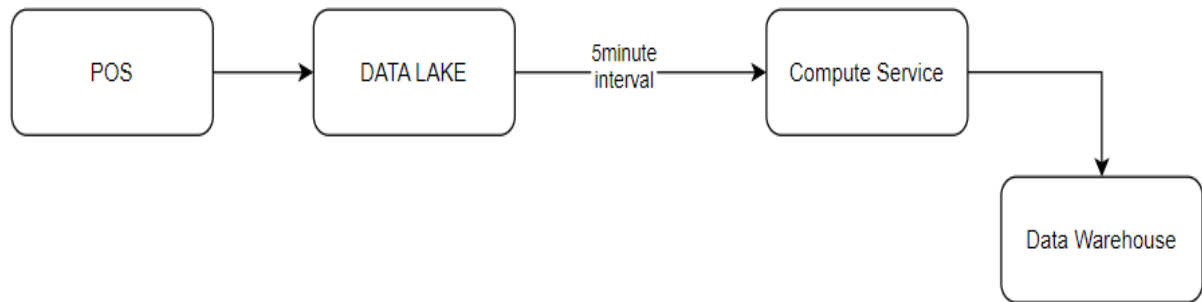 POS
DATA LAKE
5minute
interval
Compute Service
Data Warehouse